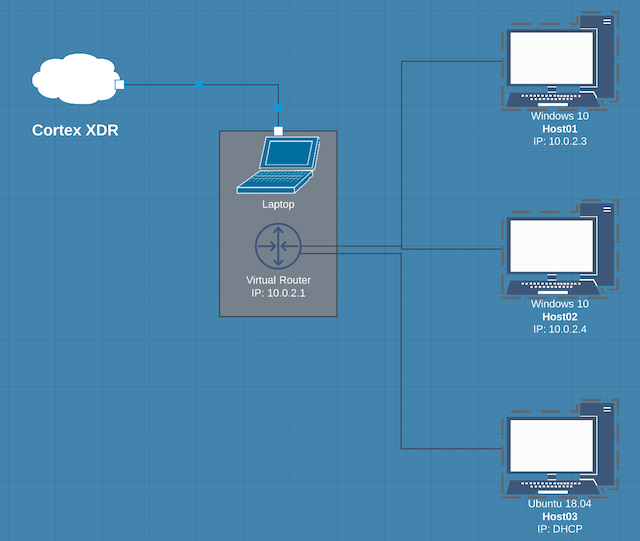 Cortex XDR
Laptop
Virtual Router
IP: 10.0.2.1
Windows 10
Host01
IP: 10.0.2.3
Windows 10
Host02
IP: 10.0.2.4
Ubuntu 18.04
Host03
IP: DHCP